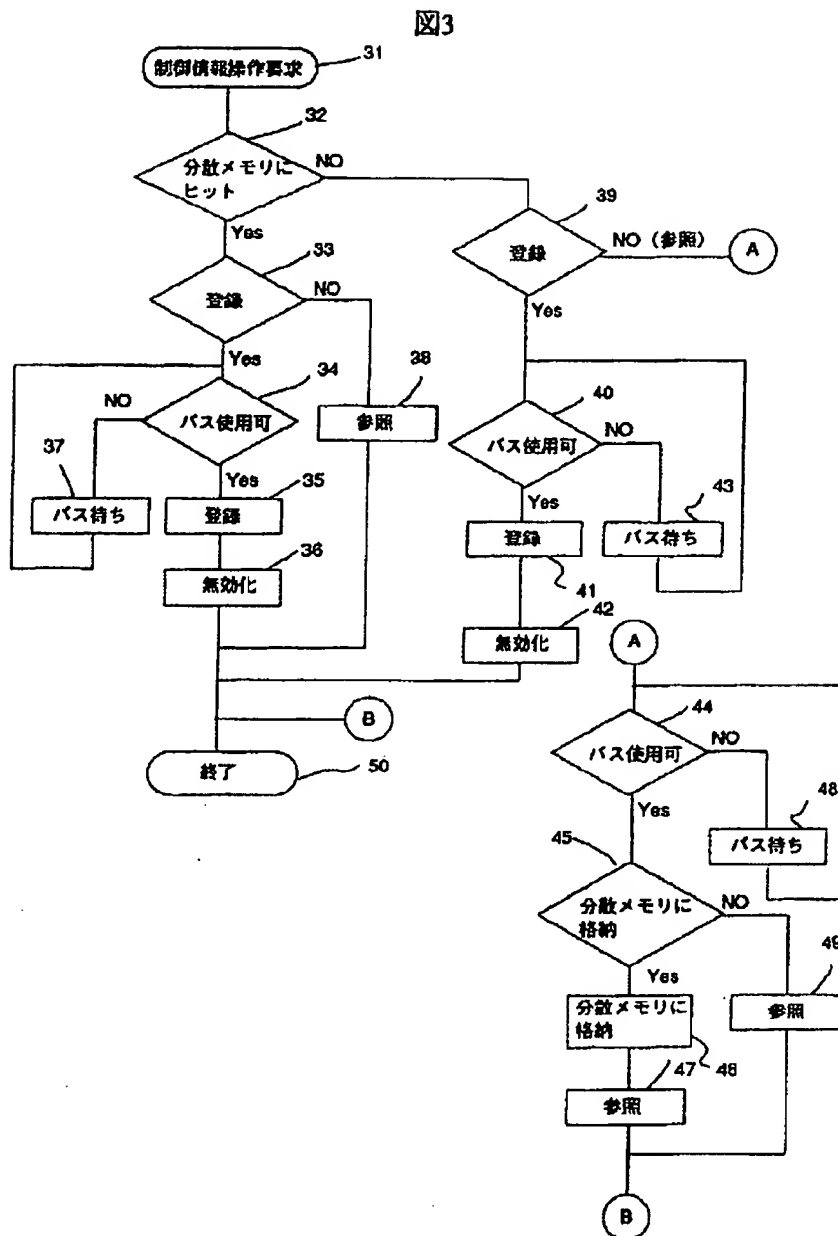 図3
制御情報操作要求
31
32
分散メモリに
ヒット
NO
Yes
39
登録
NO（参照）
A
Yes
33
登録
NO
Yes
34
バス使用可
NO
Yes
38
参照
37
バス待ち
35
登録
36
無効化
40
バス使用可
NO
Yes
43
バス待ち
登録
41
42
無効化
B
終了
50
A
44
バス使用可
NO
Yes
48
バス待ち
45
分散メモリに
格納
NO
Yes
49
参照
分散メモリに
格納
46
47
参照
B